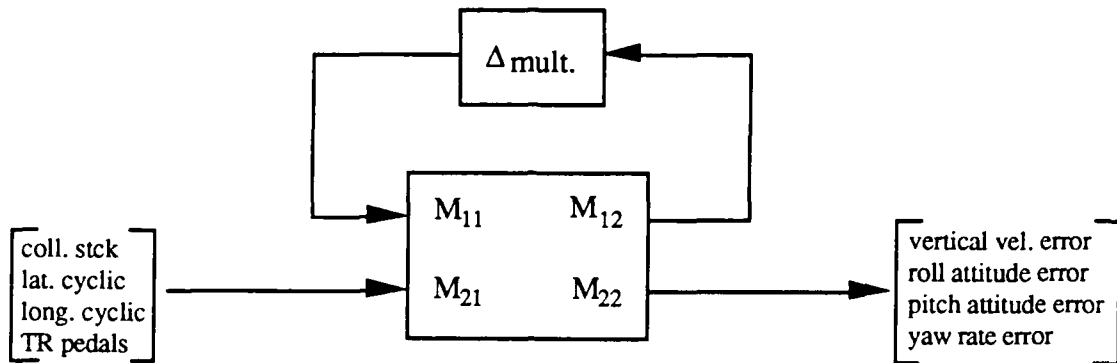 Δ mult.
M11 M12
M21 M22
coll. stck
lat. cyclic
long. cyclic
TR pedals
vertical vel. error
roll attitude error
pitch attitude error
yaw rate error